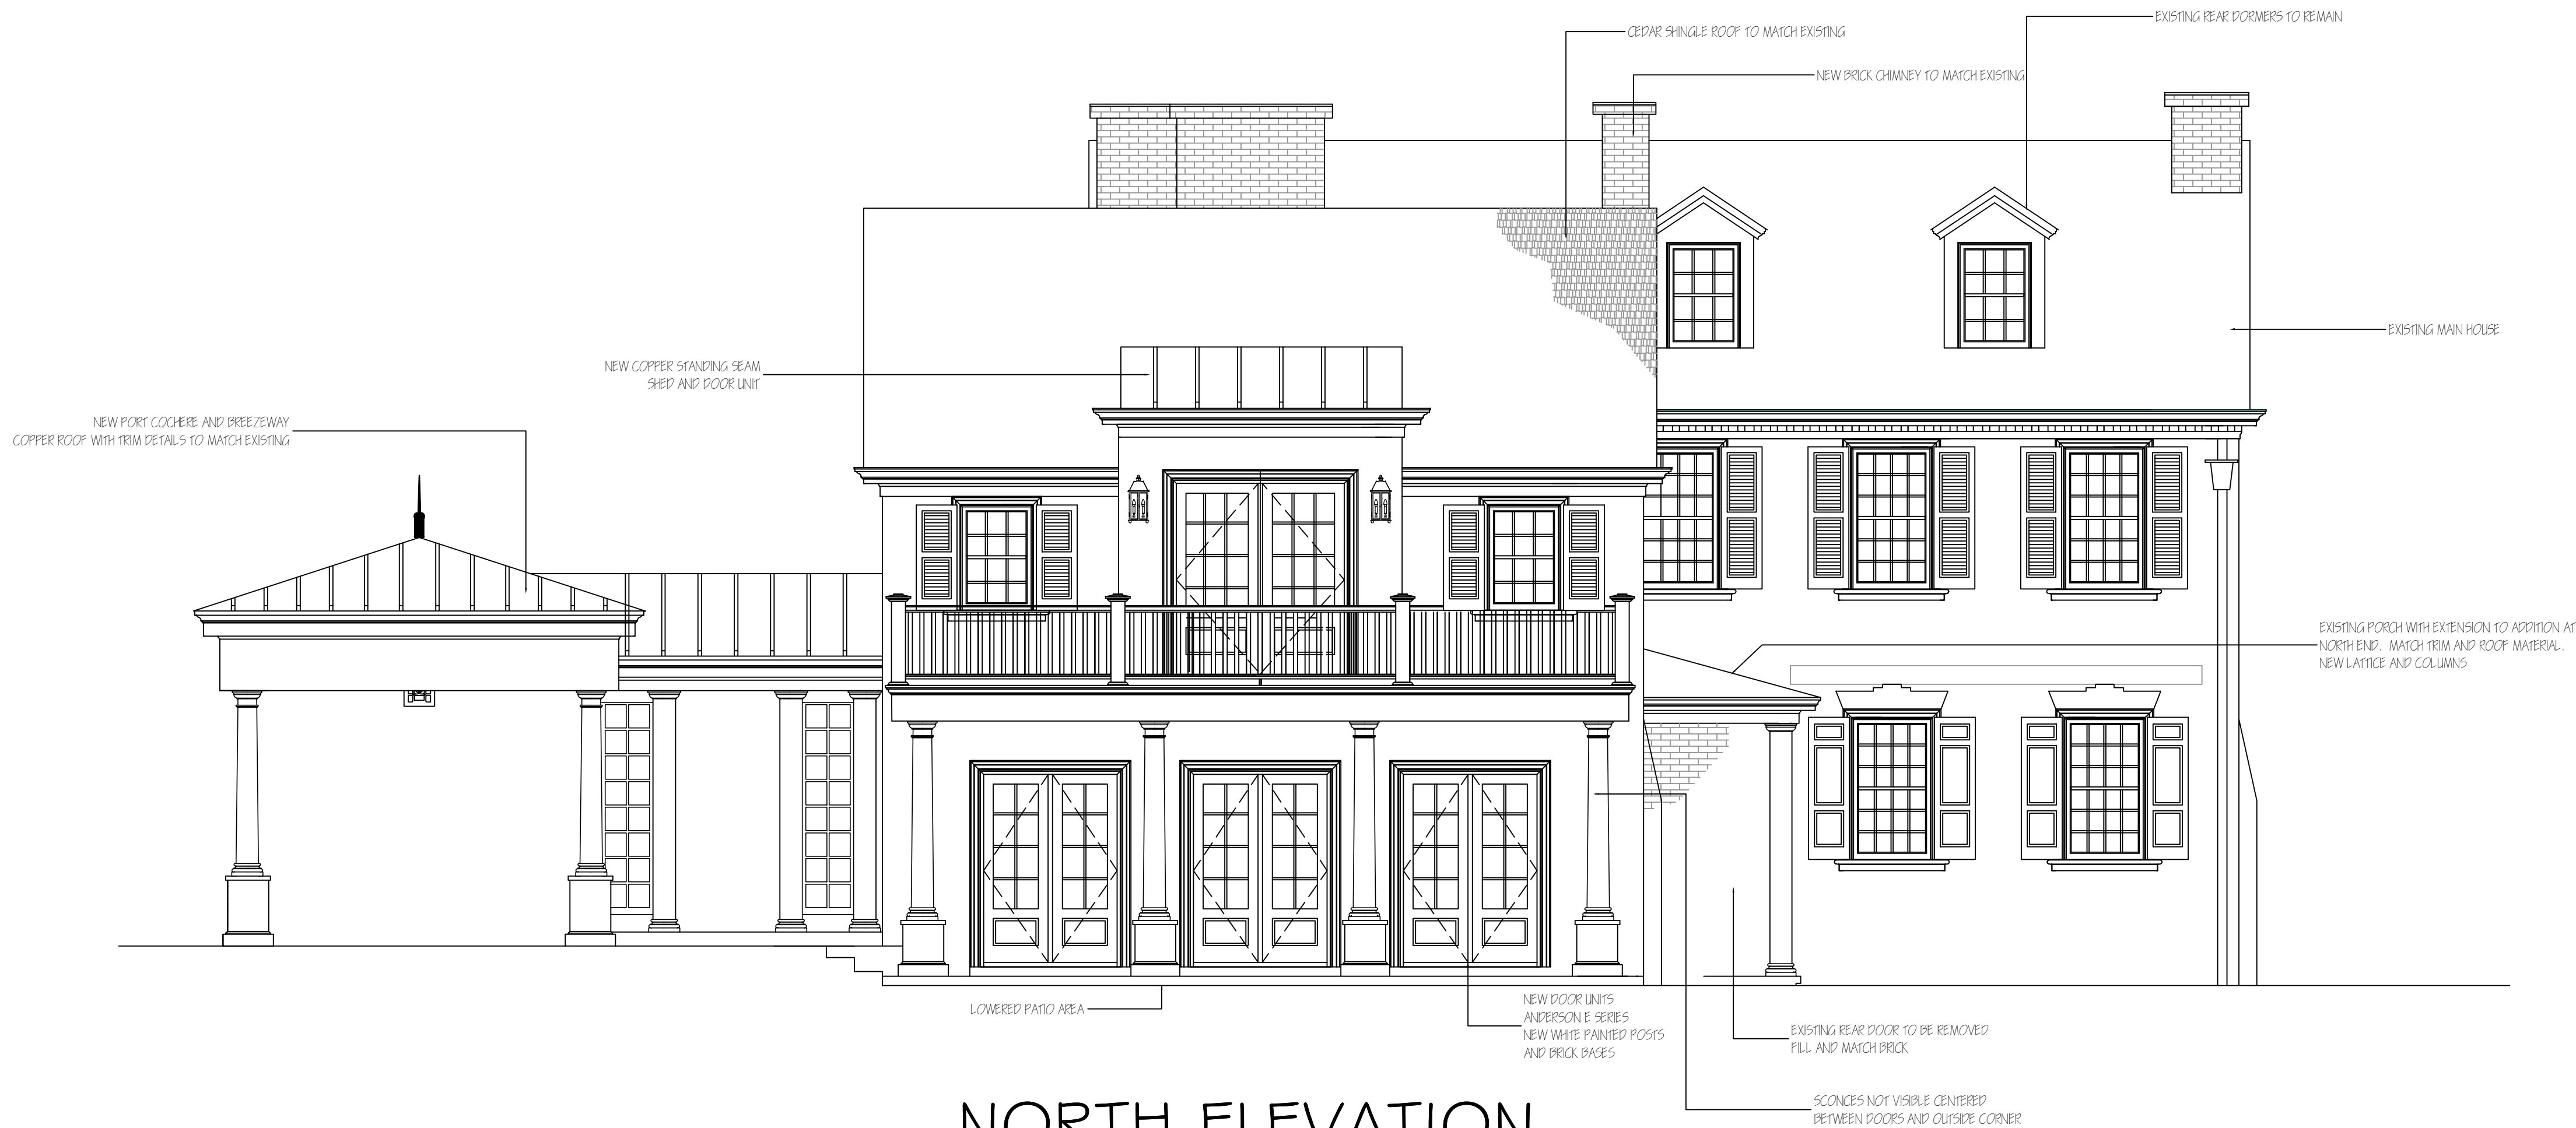 EXISTING REAR DORMERS TO REMAIN
CEDAR SHINGLE ROOF TO MATCH EXISTING
NEW BRICK CHIMNEY TO MATCH EXISTING
EXISTING MAIN HOUSE
NEW COPPER STANDING SEAM
SHED AND DOOR UNIT
NEW PORT COCHERE AND BREEZEWAY
COPPER ROOF WITH TRIM DETAILS TO MATCH EXISTING
EXISTING PORCH WITH EXTENSION TO ADDITION AT
NORTH END. MATCH TRIM AND ROOF MATERIAL.
NEW LATTICE AND COLUMNS
LOWERED PATIO AREA
NEW DOOR UNITS
ANDERSON E SERIES
NEW WHITE PAINTED POSTS
AND BRICK BASES
EXISTING REAR DOOR TO BE REMOVED
FILL AND MATCH BRICK
SCONCES NOT VISIBLE CENTERED
BETWEEN DOORS AND OUTSIDE CORNER
NORTH ELEVATION